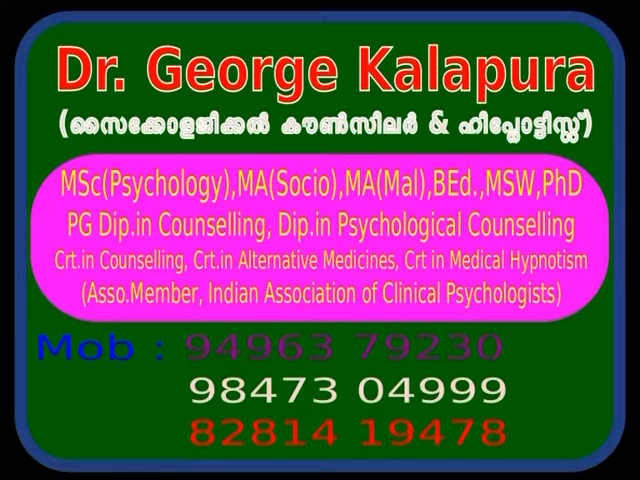 Dr. George Kalapura
(സൈക്കോളജിക്കൽ കൗൺസിലർ & ഹിപ്നോട്ടിസ്റ്റ്)
MSc(Psychology),MA(Socio),MA(Mal),BEd.,MSW,PhD
PG Dip.in Counselling, Dip.in Psychological Counselling
Crt.in Counselling, Crt.in Alternative Medicines, Crt in Medical Hypnotism
(Asso.Member, Indian Association of Clinical Psychologists)
Mob : 94963 79230
98473 04999
82814 19478